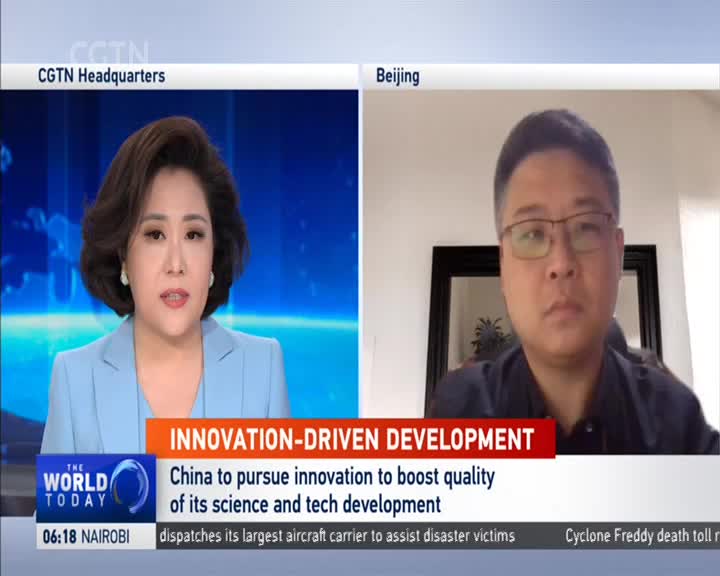 CGTN
CGTN Headquarters
Beijing
INNOVATION-DRIVEN DEVELOPMENT
China to pursue innovation to boost quality
of its science and tech development
THE
WORLD
TODAY
06:18 NAIROBI
dispatches its largest aircraft carrier to assist disaster victims
Cyclone Freddy death toll r